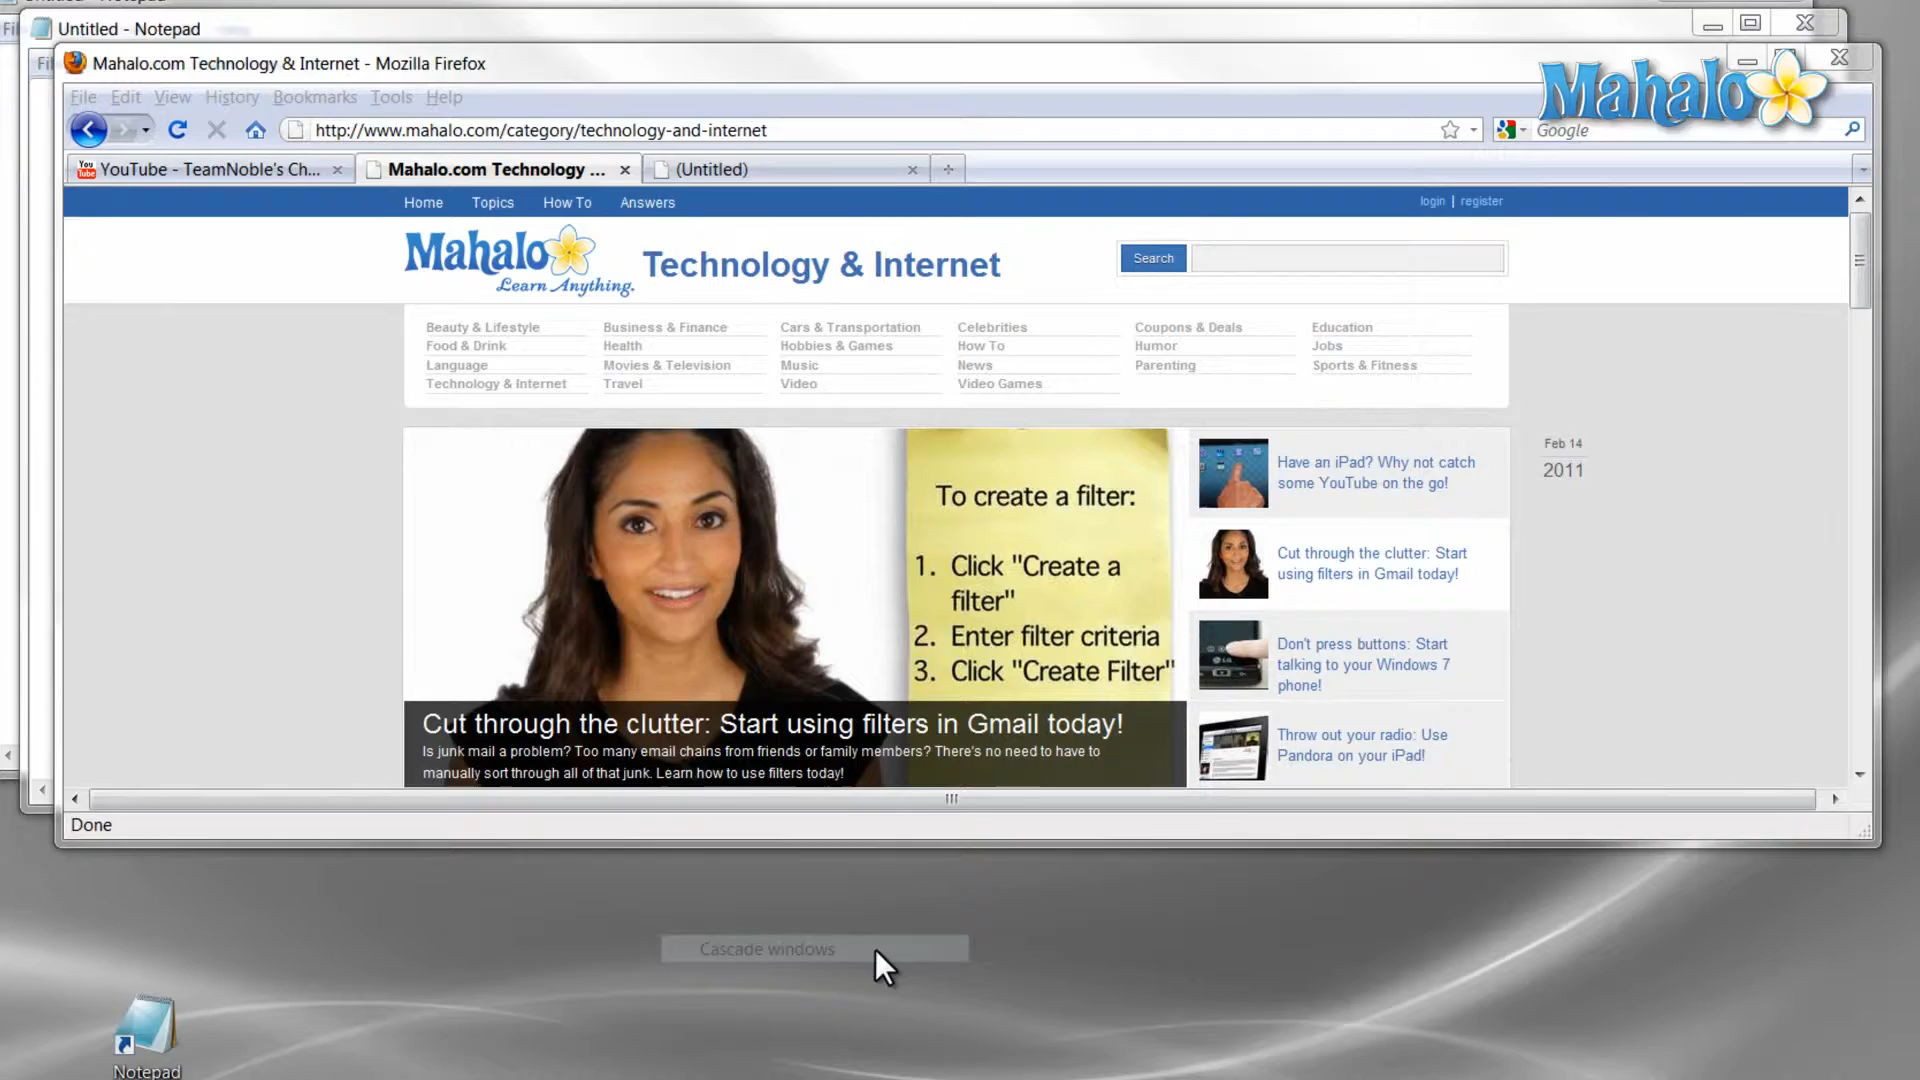 Untitled - Notepad
Untitled - Notepad
Fil
Fil
Mahalo.com Technology & Internet - Mozilla Firefox
Mahalo
File Edit View History Bookmarks Tools Help
http://www.mahalo.com/category/technology-and-internet
Google
You Tube
YouTube - TeamNoble's Ch...
Mahalo.com Technology ...
(Untitled)
Home Topics How To Answers
login | register
Mahalo
Learn Anything.
Technology & Internet
Search
Beauty & Lifestyle Business & Finance Cars & Transportation Celebrities Coupons & Deals Education
Food & Drink Health Hobbies & Games How To Humor Jobs
Language Movies & Television Music News Parenting Sports & Fitness
Technology & Internet Travel Video Video Games
To create a filter:
1. Click "Create a
filter"
2. Enter filter criteria
3. Click "Create Filter"
Cut through the clutter: Start using filters in Gmail today!
Is junk mail a problem? Too many email chains from friends or family members? There's no need to have to
manually sort through all of that junk. Learn how to use filters today!
Have an iPad? Why not catch
some YouTube on the go!
Cut through the clutter: Start
using filters in Gmail today!
Don't press buttons: Start
talking to your Windows 7
phone!
Throw out your radio: Use
Pandora on your iPad!
Feb 14
2011
Done
Cascade windows
Notepad